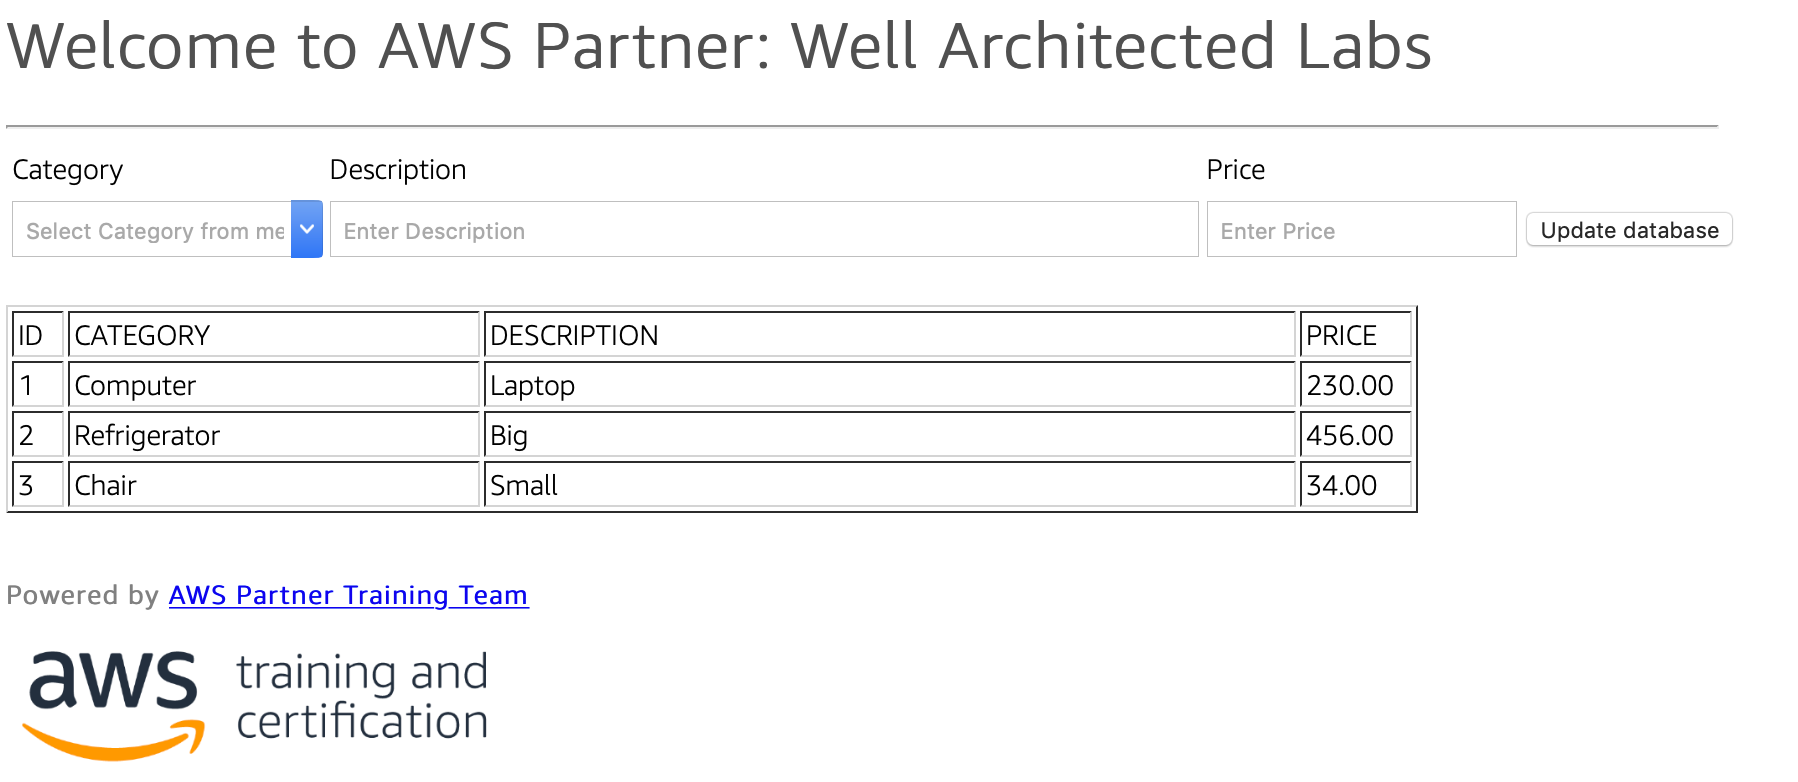 Welcome to AWS Partner: Well Architected Labs
Category Description Price
Select Category from me Enter Description Enter Price Update database
ID CATEGORY DESCRIPTION PRICE
1 Computer Laptop 230.00
2 Refrigerator Big 456.00
3 Chair Small 34.00
Powered by AWS Partner Training Team
aws training and
certification